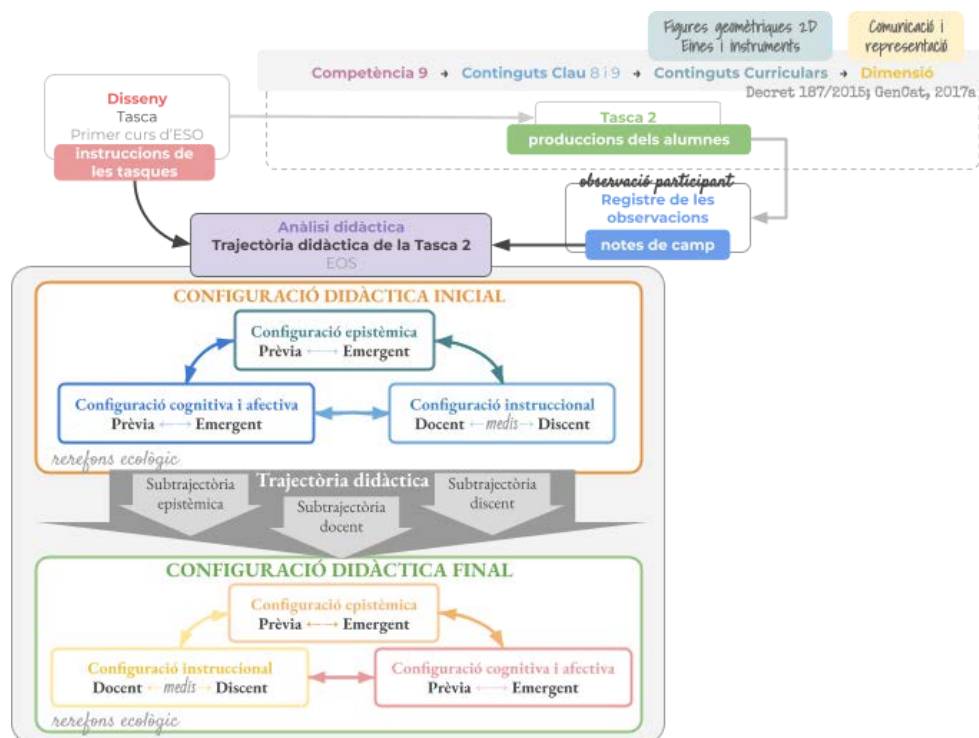 Figures geomètriques 2D
Eines i instruments
Comunicació i
representació
Competència 9 → Continguts Clau 8 i 9 → Continguts Curriculars → Dimensió
Decret 187/2015; GenCat, 2017a
Disseny
Tasca
Primer curs d'ESO
instruccions de
les tasques
Tasca 2
produccions dels alumnes
observació participant
Registre de les
observacions
notes de camp
Anàlisi didàctica
Trajectòria didàctica de la Tasca 2
EOS
CONFIGURACIÓ DIDÀCTICA INICIAL
Configuració epistèmica
Prèvia ←→ Emergent
Configuració cognitiva i afectiva
Prèvia ←→ Emergent
Configuració instruccional
Docent ← medis → Discent
rerefons ecològic
Trajectòria didàctica
Subtrajectòria
epistèmica
Subtrajectòria
docent
Subtrajectòria
discent
CONFIGURACIÓ DIDÀCTICA FINAL
Configuració epistèmica
Prèvia ←→ Emergent
Configuració instruccional
Docent ← medis → Discent
Configuració cognitiva i afectiva
Prèvia ←→ Emergent
rerefons ecològic